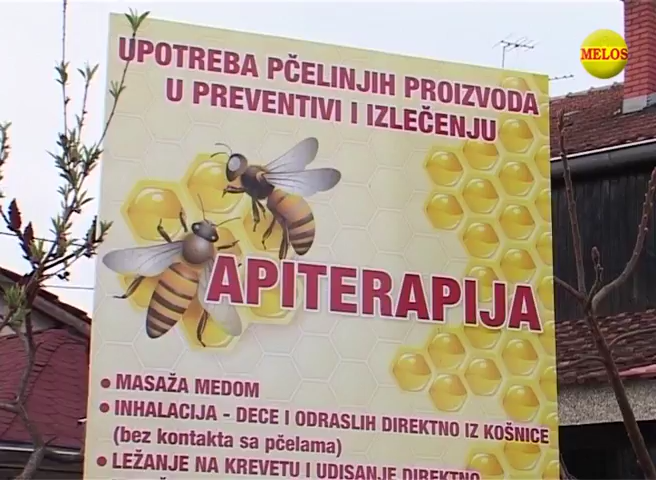 MELOS
UPOTREBA PČELINJIH PROIZVODA
U PREVENTIVI I IZLEČENJU
APITERAPIJA
• MASAŽA MEDOM
• INHALACIJA - DECE I ODRASLIH DIREKTNO IZ KOŠNICE
(bez kontakta sa pčelama)
• LEŽANJE NA KREVETU I UDISANJE DIREKTNO